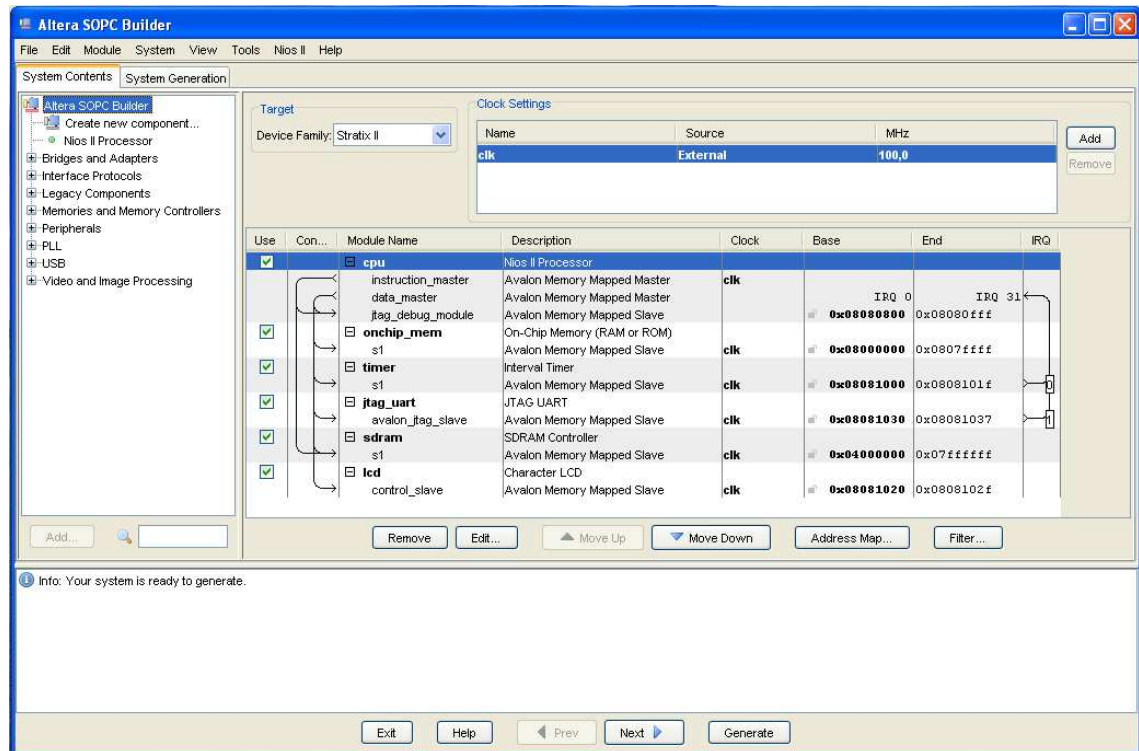 Altera SOPC Builder
File Edit Module System View Tools Nios II Help
System Contents System Generation
Altera SOPC Builder
Create new component...
Nios II Processor
Bridges and Adapters
Interface Protocols
Legacy Components
Memories and Memory Controllers
Peripherals
PLL
USB
Video and Image Processing
Add...
Target
Device Family: Stratix II
Clock Settings
Name Source MHz
clk External 100,0
Add
Remove
Use Con... Module Name Description Clock Base End IRQ
cpu Nios II Processor
instruction_master Avalon Memory Mapped Master clk
data_master Avalon Memory Mapped Master IRQ 0 IRQ 31
jtag_debug_module Avalon Memory Mapped Slave 0x08080800 0x08080fff
onchip_mem On-Chip Memory (RAM or ROM)
s1 Avalon Memory Mapped Slave clk 0x08000000 0x0807ffff
timer Interval Timer
s1 Avalon Memory Mapped Slave clk 0x08081000 0x0808101f 0
jtag_uart JTAG UART
avalon_jtag_slave Avalon Memory Mapped Slave clk 0x08081030 0x08081037 1
sdram SDRAM Controller
s1 Avalon Memory Mapped Slave clk 0x04000000 0x07ffffff
lcd Character LCD
control_slave Avalon Memory Mapped Slave clk 0x08081020 0x0808102f
Remove Edit... Move Up Move Down Address Map... Filter...
Info: Your system is ready to generate.
Exit Help Prev Next Generate